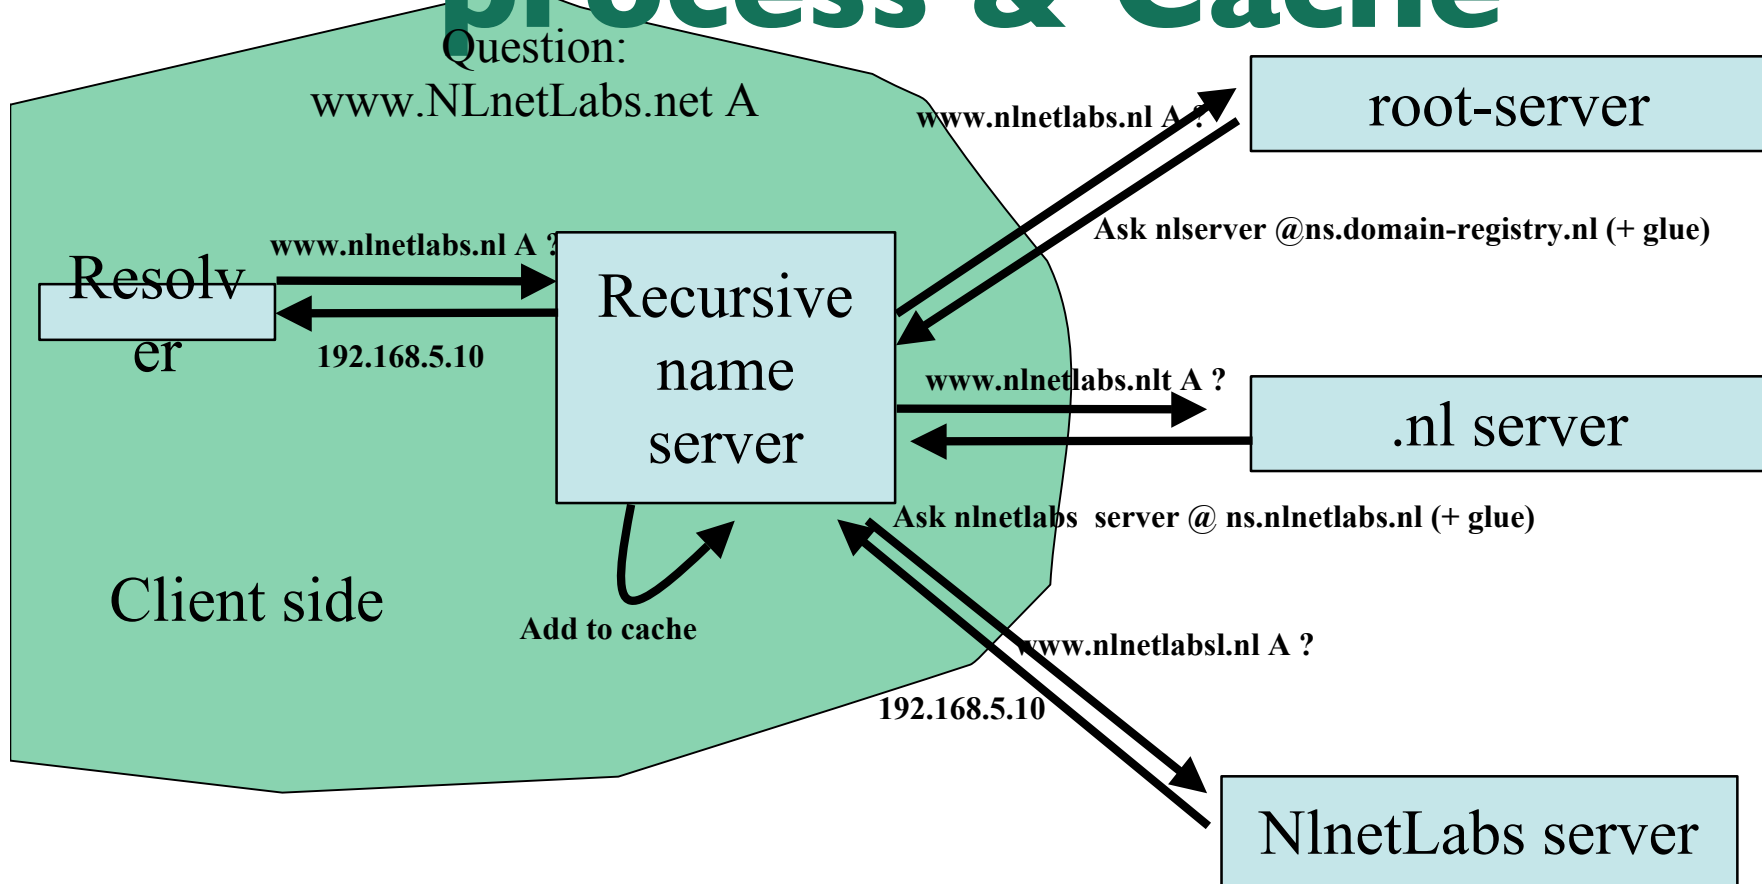 process & Cache
Question:
www.NLnetLabs.net A
www.nlnetlabs.nl A ?
root-server
Ask nlserver @ns.domain-registry.nl (+ glue)
www.nlnetlabs.nl A ?
Resolv
er
192.168.5.10
Recursive
name
server
www.nlnetlabs.nlt A ?
.nl server
Ask nlnetlabs  server @ ns.nlnetlabs.nl (+ glue)
Client side
Add to cache
www.nlnetlabsl.nl A ?
192.168.5.10
NlnetLabs server